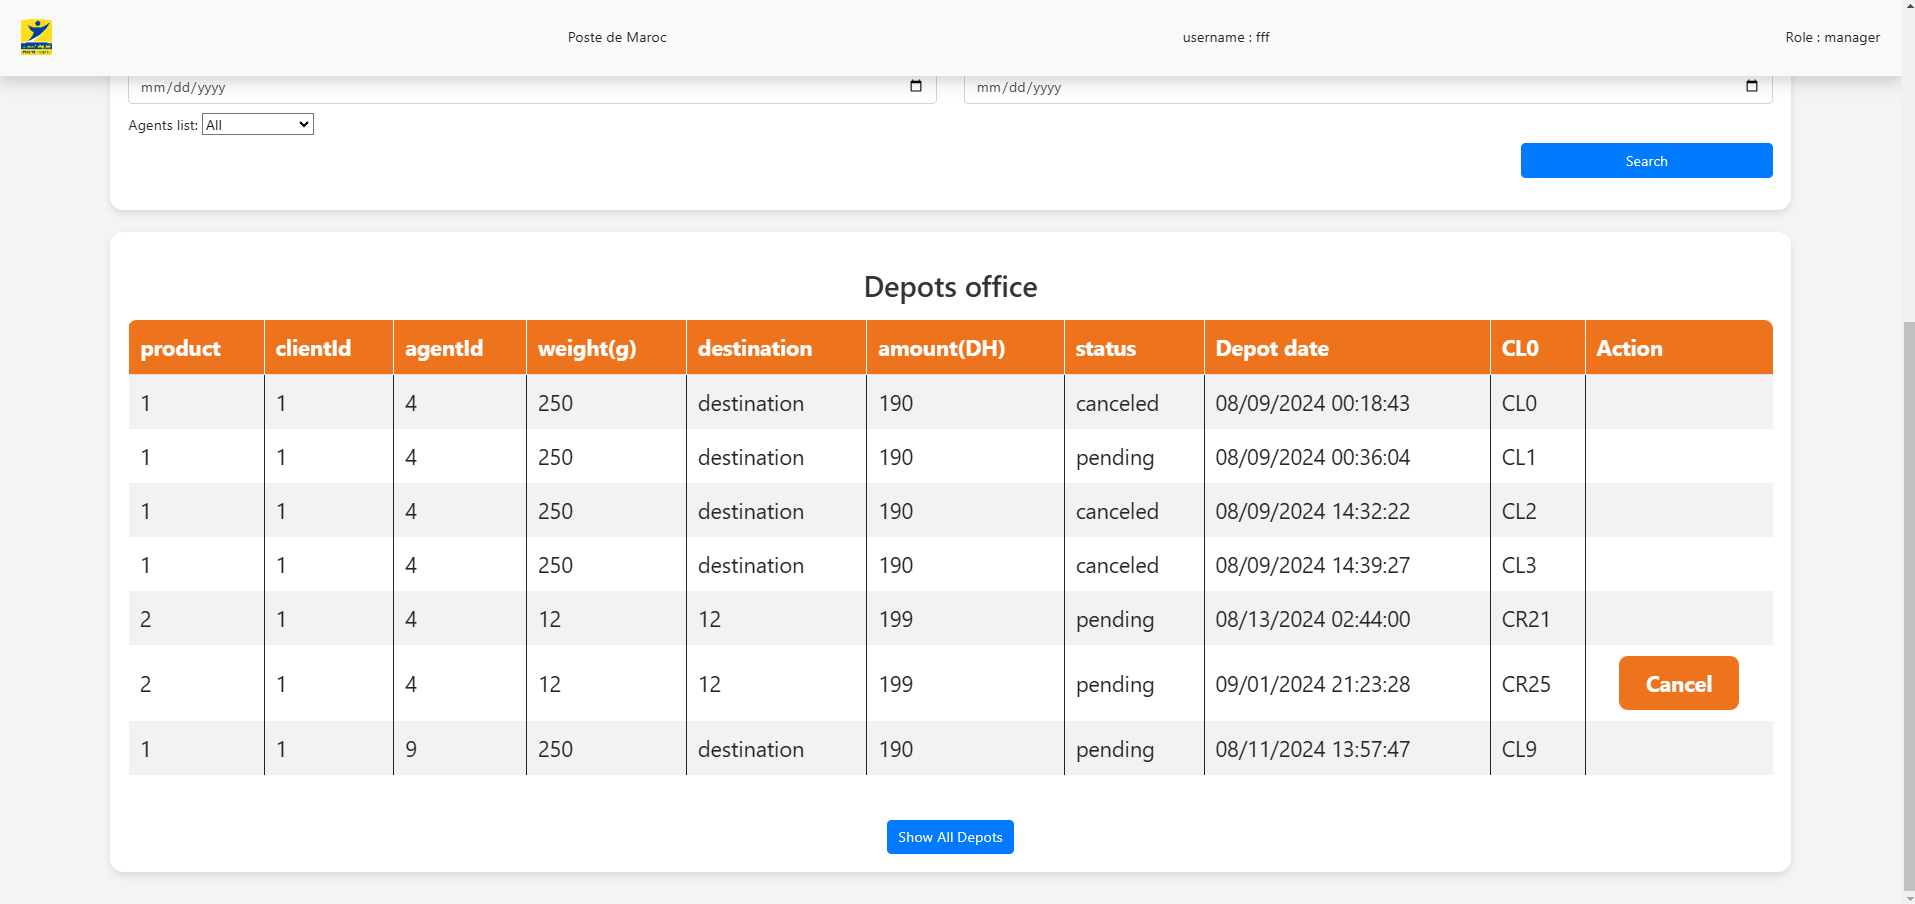 Poste de Maroc username : fff Role : manager
mm/dd/yyyy mm/dd/yyyy
Agents list: All
Search
Depots office
product clientId agentId weight(g) destination amount(DH) status Depot date CL0 Action
1 1 4 250 destination 190 canceled 08/09/2024 00:18:43 CL0
1 1 4 250 destination 190 pending 08/09/2024 00:36:04 CL1
1 1 4 250 destination 190 canceled 08/09/2024 14:32:22 CL2
1 1 4 250 destination 190 canceled 08/09/2024 14:39:27 CL3
2 1 4 12 12 199 pending 08/13/2024 02:44:00 CR21
2 1 4 12 12 199 pending 09/01/2024 21:23:28 CR25 Cancel
1 1 9 250 destination 190 pending 08/11/2024 13:57:47 CL9
Show All Depots